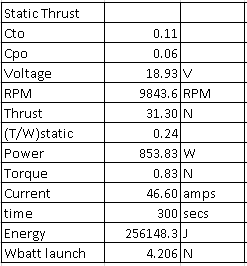 Static Thrust
Cto 0.11
Cpo 0.06
Voltage 18.93 V
RPM 9843.6 RPM
Thrust 31.30 N
(T/W)static 0.24
Power 853.83 W
Torque 0.83 N
Current 46.60 amps
time 300 secs
Energy 256148.3 J
Wbatt launch 4.206 N